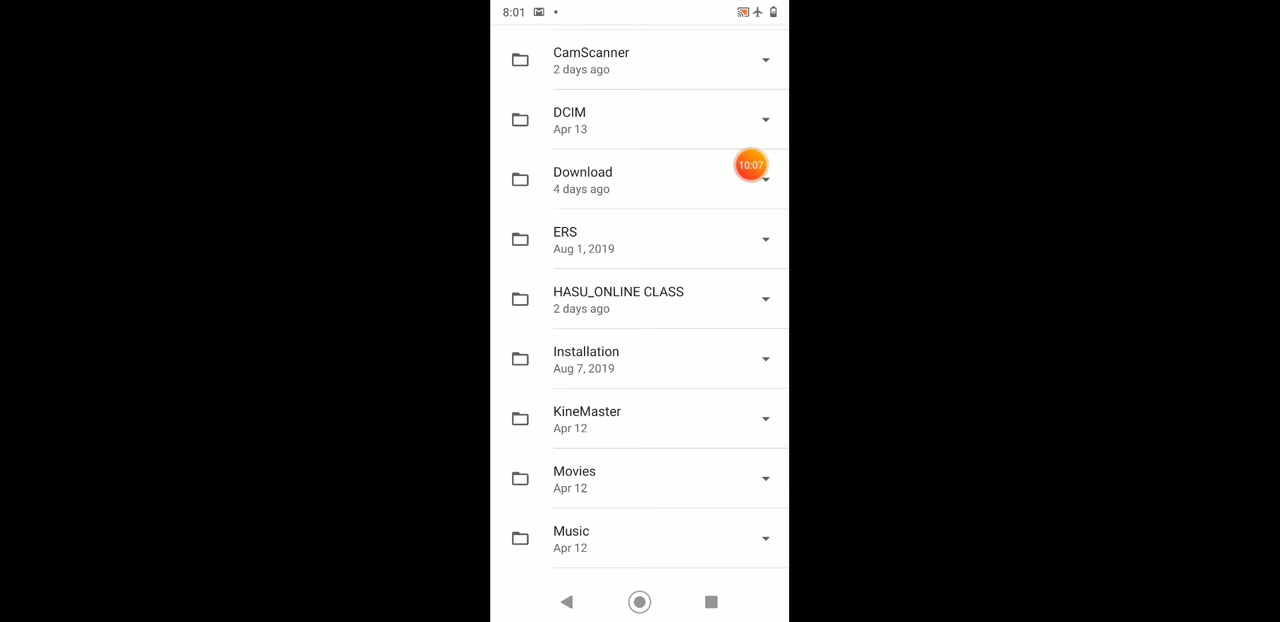 8:01
CamScanner
2 days ago
DCIM
Apr 13
10:07
Download
4 days ago
ERS
Aug 1, 2019
HASU_ONLINE CLASS
2 days ago
Installation
Aug 7, 2019
KineMaster
Apr 12
Movies
Apr 12
Music
Apr 12